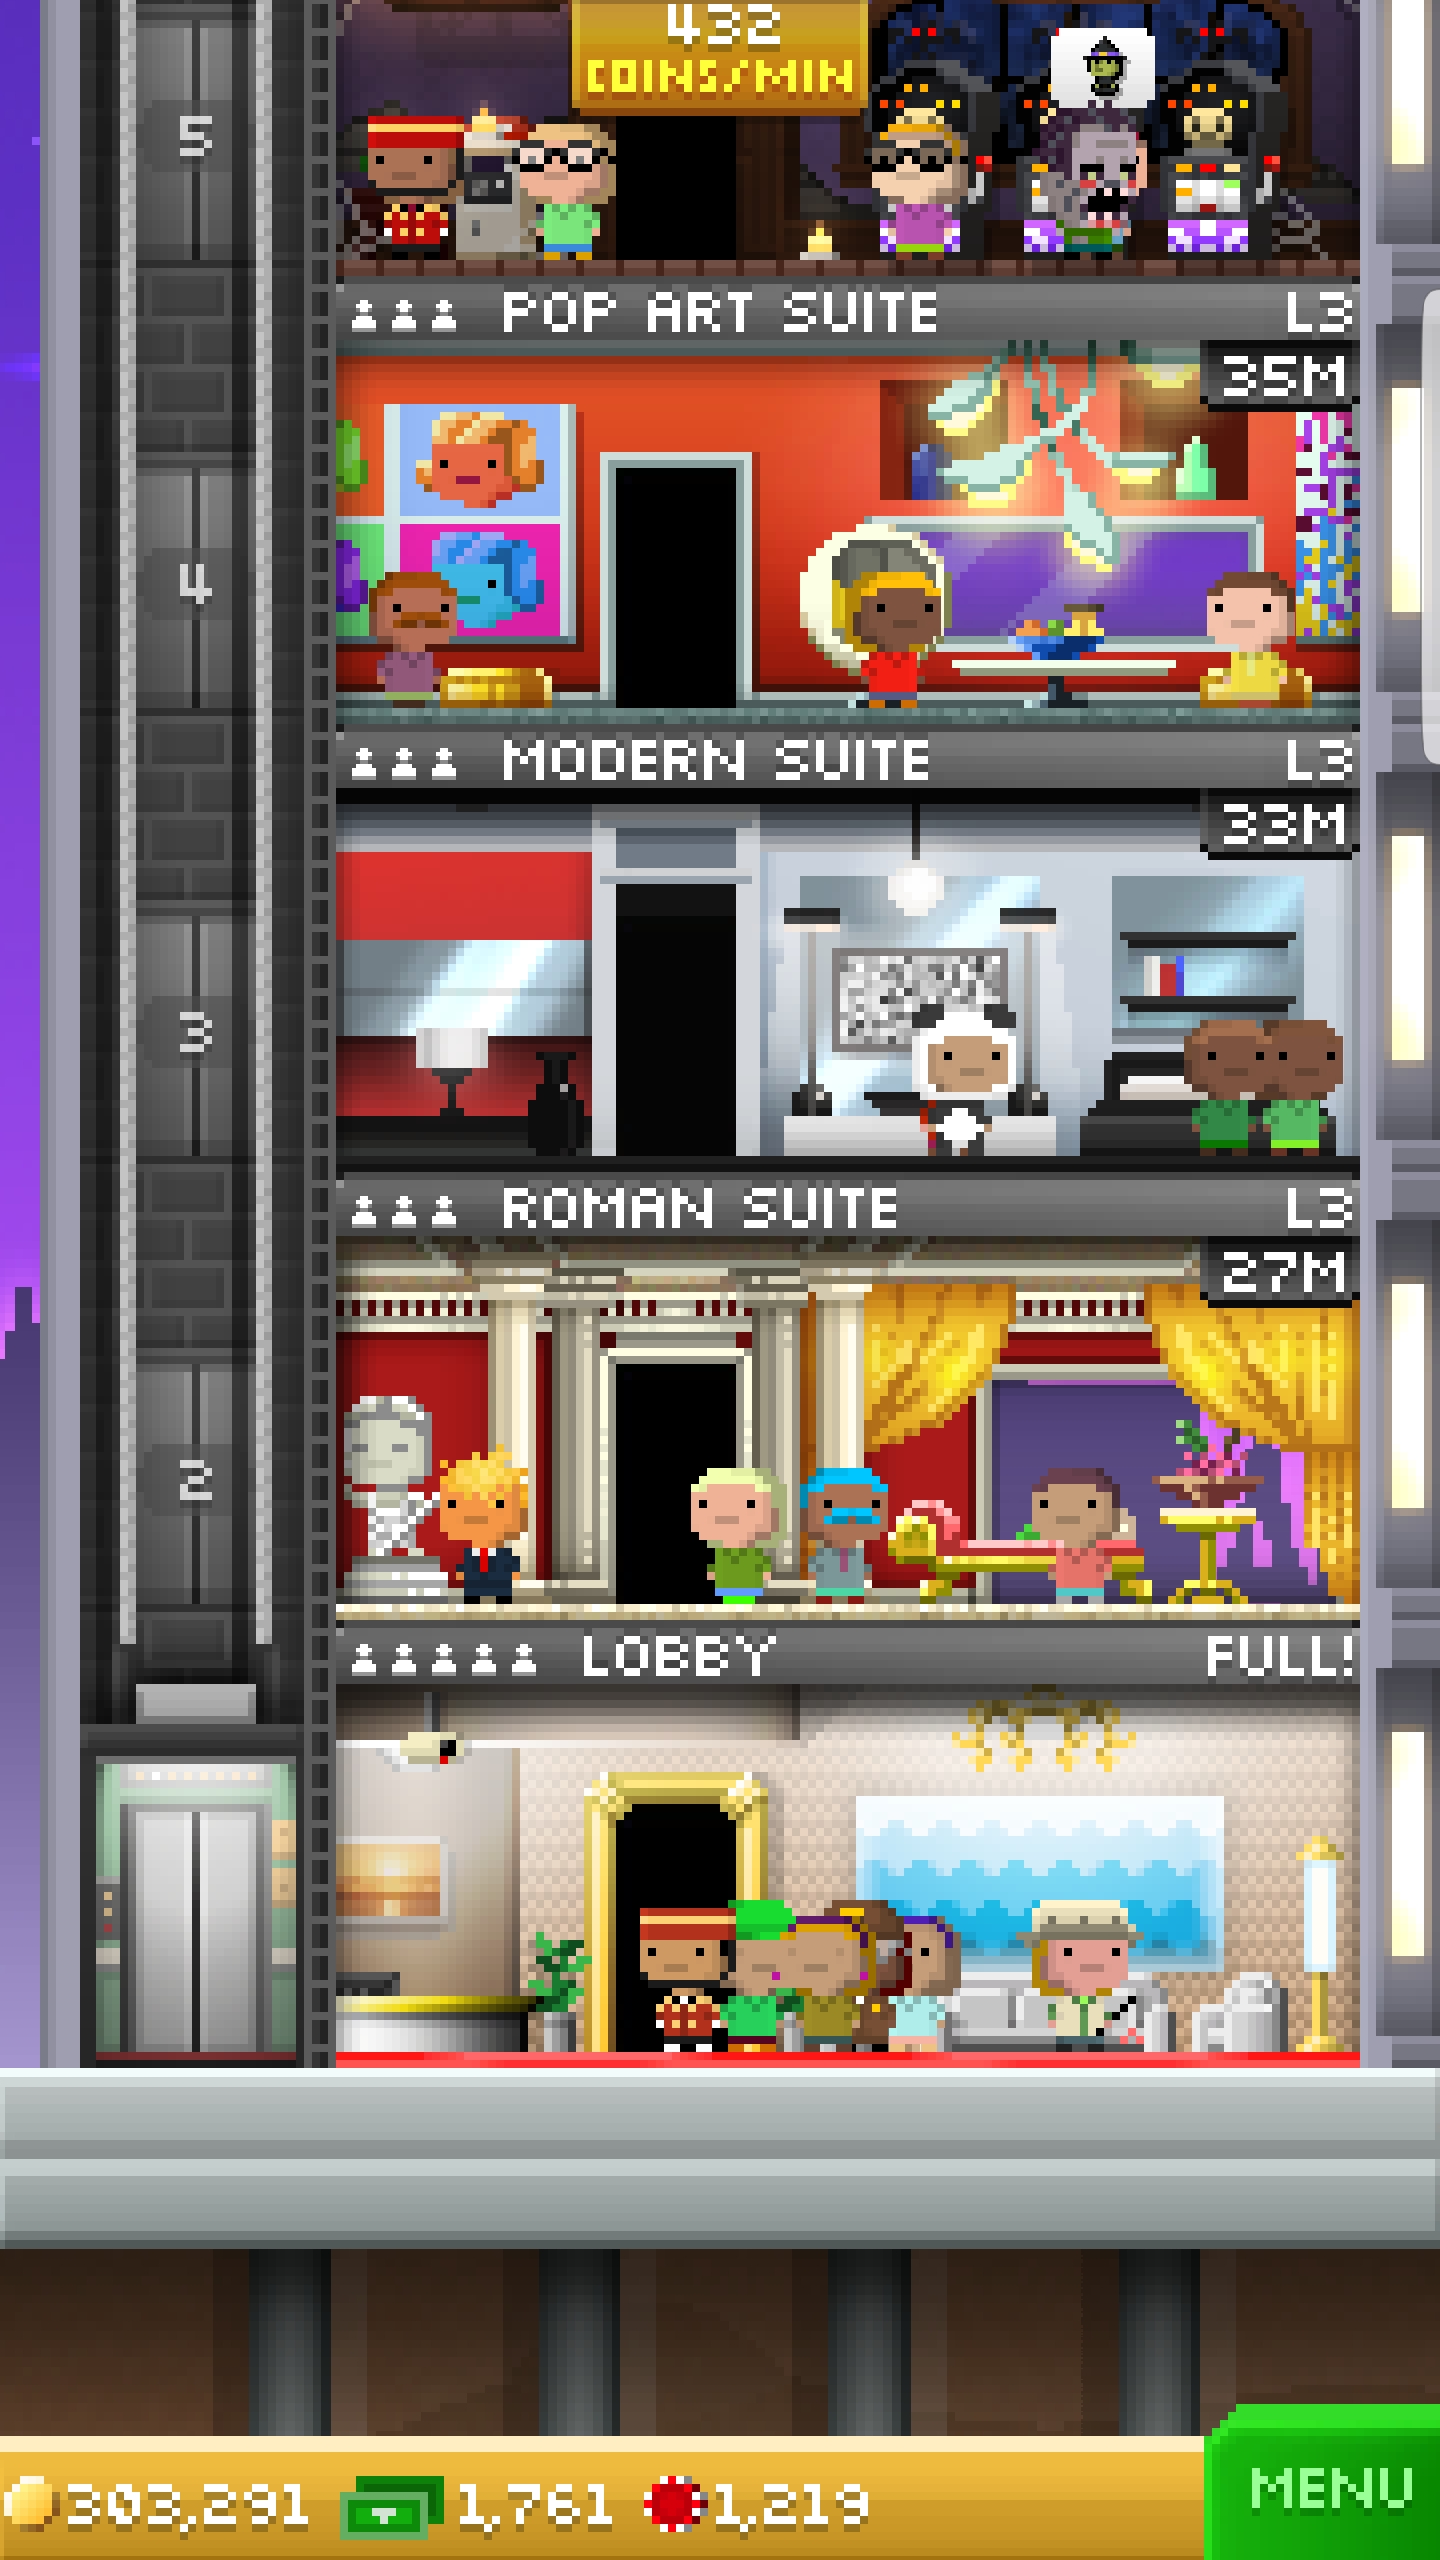 432
COINS/MIN
5
POP ART SUITE L3
35M
4
MODERN SUITE L3
33M
3
ROMAN SUITE L3
27M
2
LOBBY FULL!
303,291 1,761 1,219
MENU